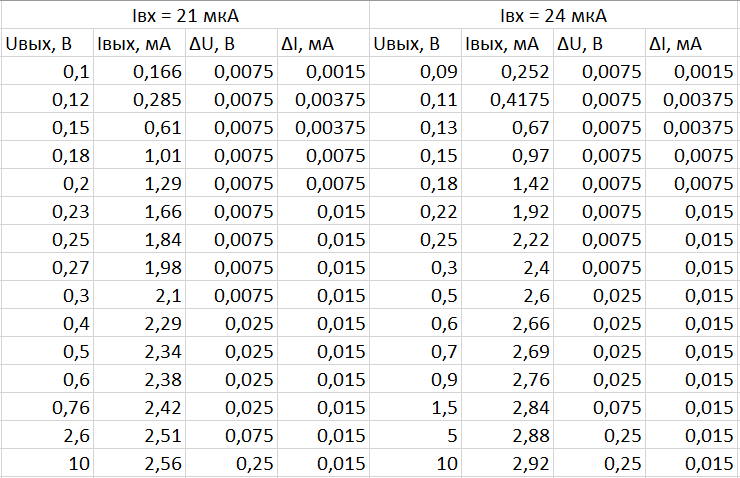 Iвх = 21 мкА Iвх = 24 мкА
Uвых, В Iвых, мА ΔU, В ΔI, мА Uвых, В Iвых, мА ΔU, В ΔI, мА
0,1 0,166 0,0075 0,0015 0,09 0,252 0,0075 0,0015
0,12 0,285 0,0075 0,00375 0,11 0,4175 0,0075 0,00375
0,15 0,61 0,0075 0,00375 0,13 0,67 0,0075 0,00375
0,18 1,01 0,0075 0,0075 0,15 0,97 0,0075 0,0075
0,2 1,29 0,0075 0,0075 0,18 1,42 0,0075 0,0075
0,23 1,66 0,0075 0,015 0,22 1,92 0,0075 0,015
0,25 1,84 0,0075 0,015 0,25 2,22 0,0075 0,015
0,27 1,98 0,0075 0,015 0,3 2,4 0,0075 0,015
0,3 2,1 0,0075 0,015 0,5 2,6 0,025 0,015
0,4 2,29 0,025 0,015 0,6 2,66 0,025 0,015
0,5 2,34 0,025 0,015 0,7 2,69 0,025 0,015
0,6 2,38 0,025 0,015 0,9 2,76 0,025 0,015
0,76 2,42 0,025 0,015 1,5 2,84 0,075 0,015
2,6 2,51 0,075 0,015 5 2,88 0,25 0,015
10 2,56 0,25 0,015 10 2,92 0,25 0,015